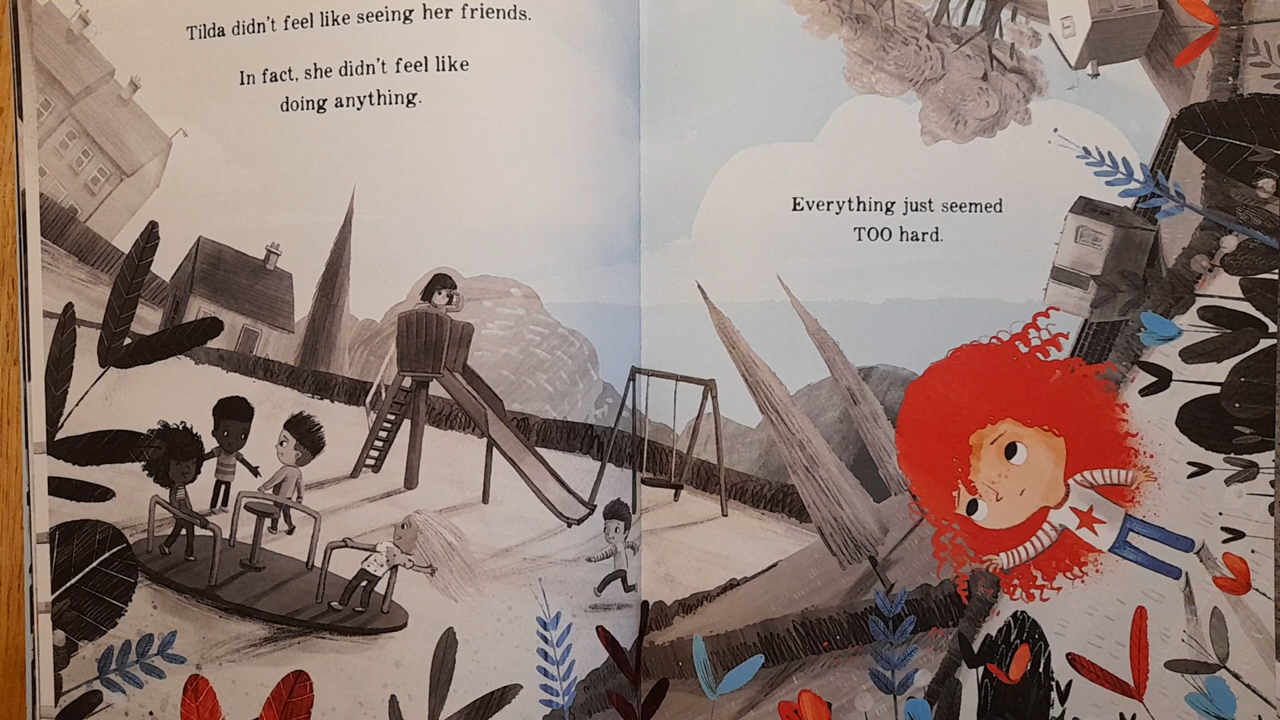 Tilda didn't feel like seeing her friends.
In fact, she didn't feel like
doing anything.
Everything just seemed
TOO hard.